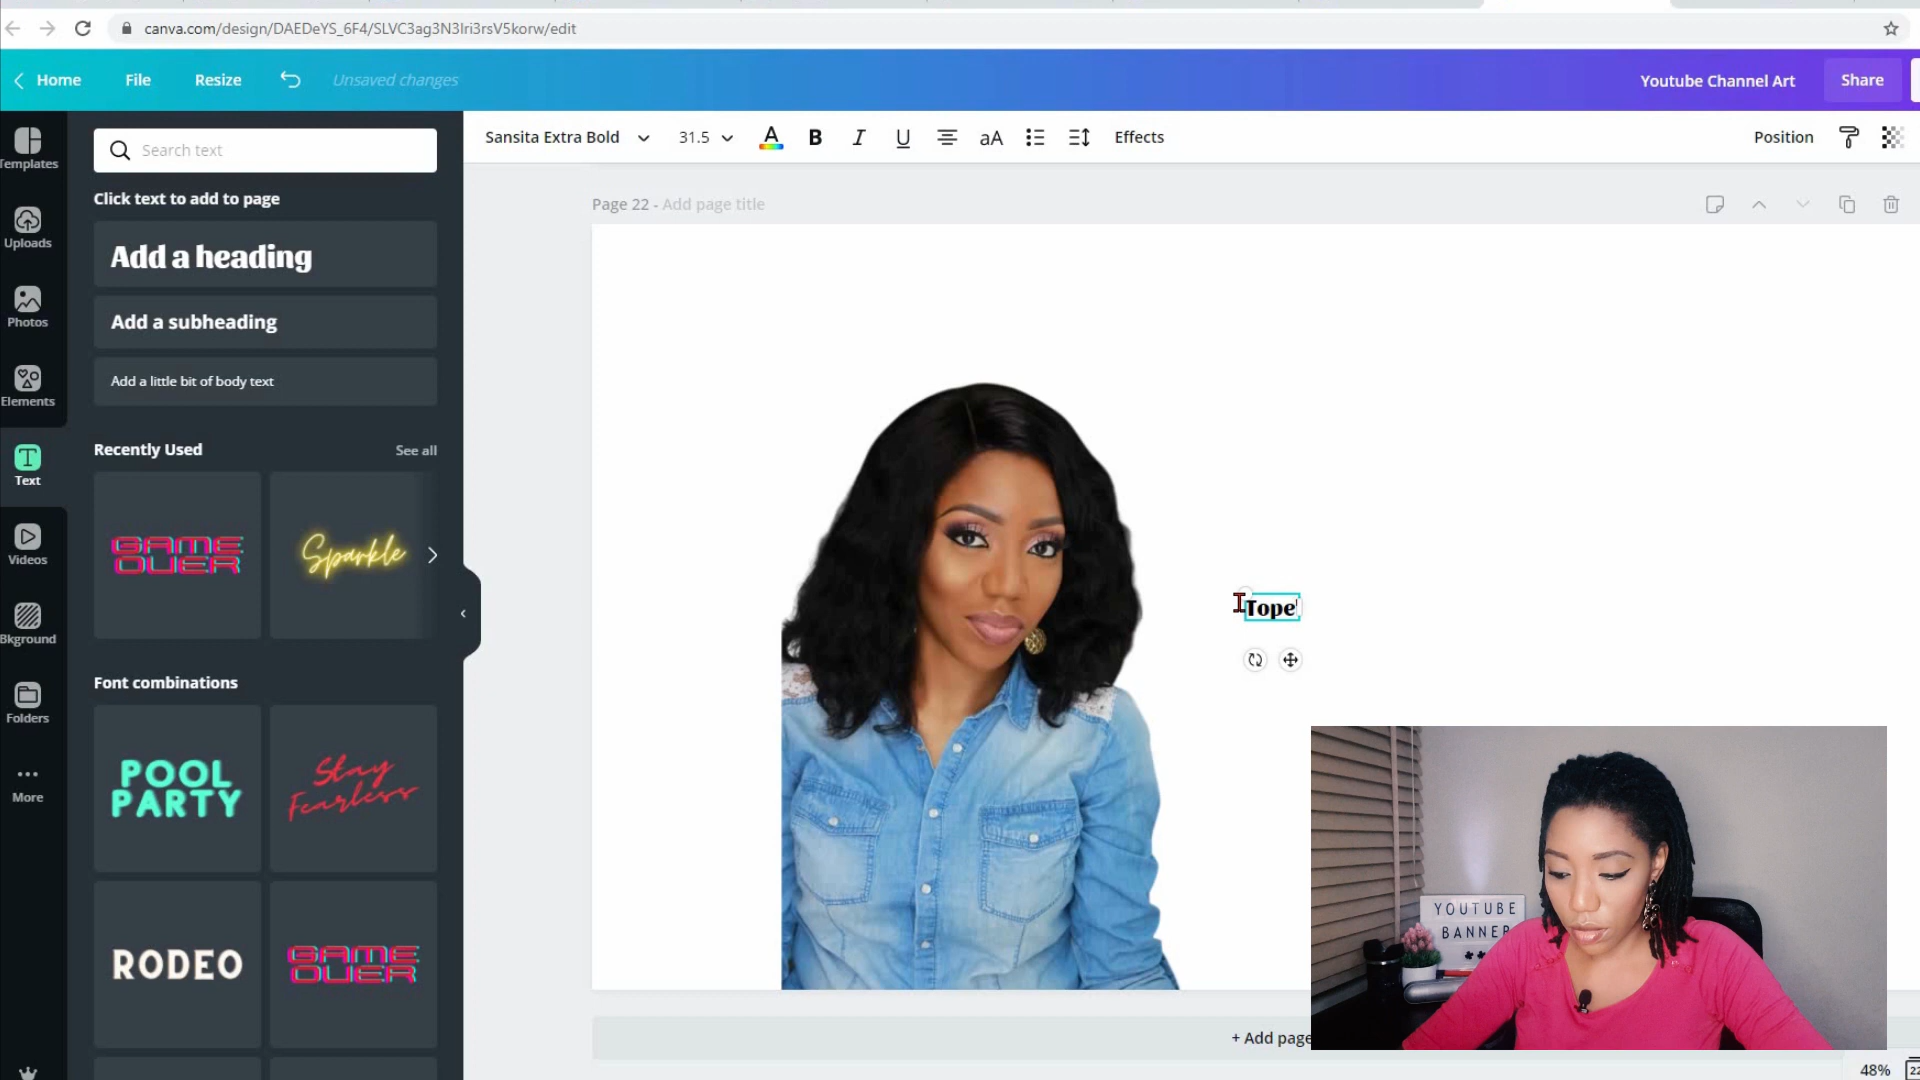 canva.com/design/DAEDeYS_6F4/SLVC3ag3N3Iri3rsV5korw/edit
Home
File
Resize
Unsaved changes
Youtube Channel Art
Share
Templates
Uploads
Photos
Elements
Text
Videos
Bkground
Folders
More
Search text
Click text to add to page
Add a heading
Add a subheading
Add a little bit of body text
Recently Used
See all
GAME
OVER
Sparkle
Font combinations
POOL
PARTY
Stay
Fearless
RODEO
GAME
OVER
Sansita Extra Bold
31.5
A
B
I
U
aA
Effects
Position
Page 22 - Add page title
Tope
YOUTUBE
BANNER
+ Add page
48%
22